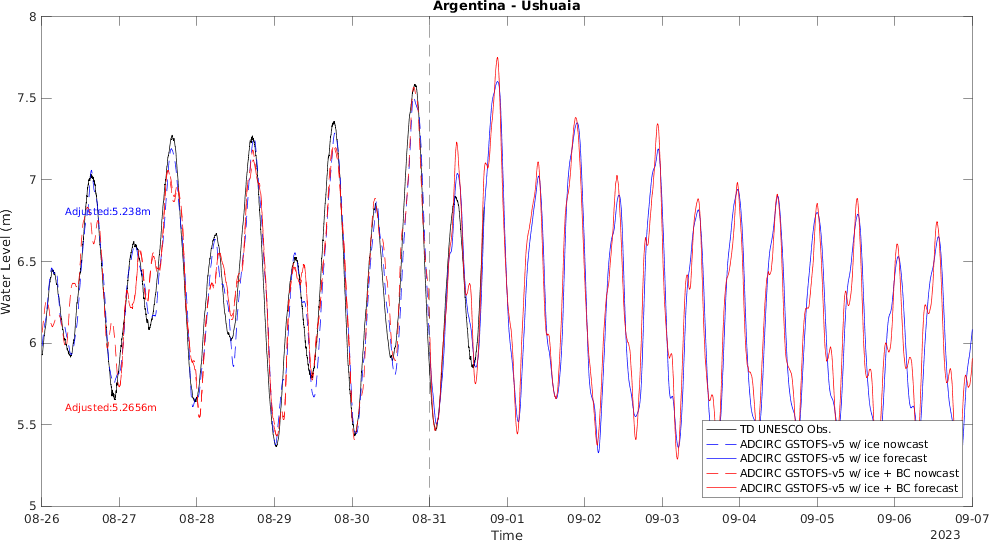 Argentina - Ushuaia
8
7.5
7
6.5
6
5.5
5
Water Level (m)
Adjusted:5.238m
Adjusted:5.2656m
TD UNESCO Obs.
ADCIRC GSTOFS-v5 w/ ice nowcast
ADCIRC GSTOFS-v5 w/ ice forecast
ADCIRC GSTOFS-v5 w/ ice + BC nowcast
ADCIRC GSTOFS-v5 w/ ice + BC forecast
08-26 08-27 08-28 08-29 08-30 08-31 09-01 09-02 09-03 09-04 09-05 09-06 09-07
Time
2023